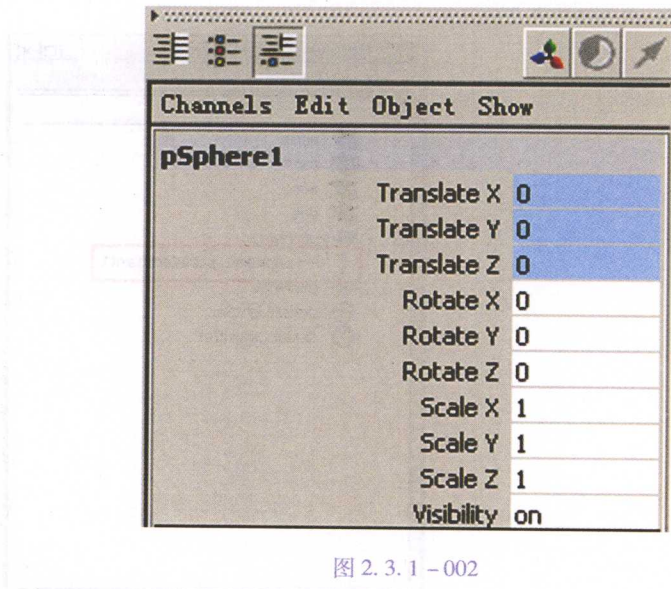 Channels Edit Object Show
pSphere1
Translate X 0
Translate Y 0
Translate Z 0
Rotate X 0
Rotate Y 0
Rotate Z 0
Scale X 1
Scale Y 1
Scale Z 1
Visibility on
图 2. 3. 1 - 002